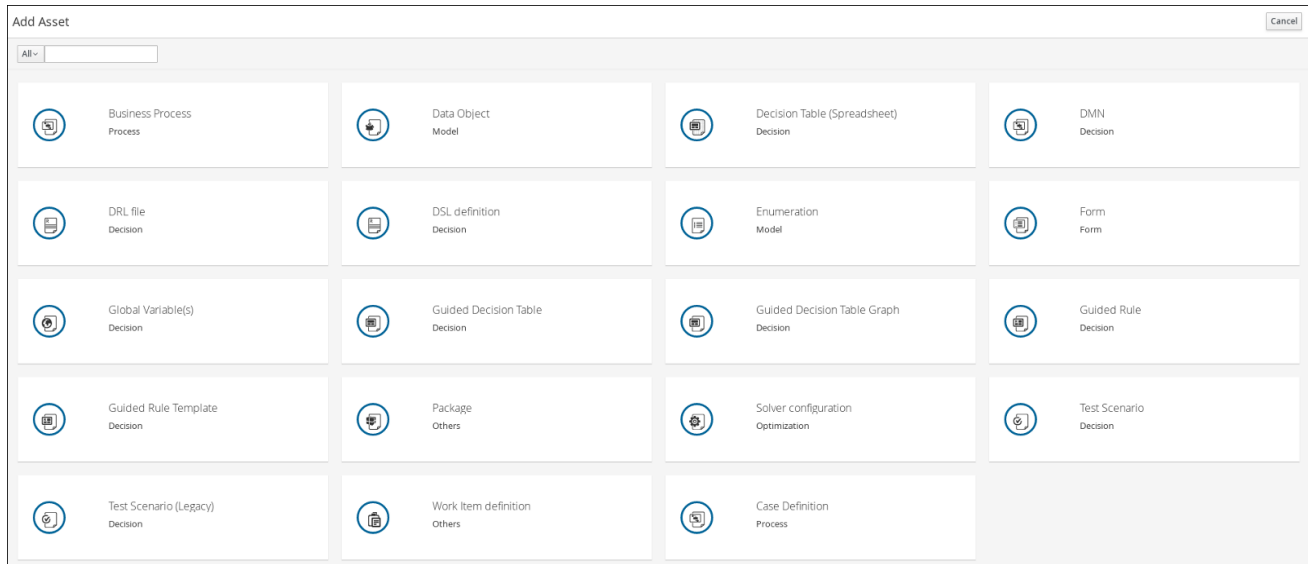 Add Asset
Cancel
All
Business Process
Process
Data Object
Model
Decision Table (Spreadsheet)
Decision
DMN
Decision
DRL file
Decision
DSL definition
Decision
Enumeration
Model
Form
Form
Global Variable(s)
Decision
Guided Decision Table
Decision
Guided Decision Table Graph
Decision
Guided Rule
Decision
Guided Rule Template
Decision
Package
Others
Solver configuration
Optimization
Test Scenario
Decision
Test Scenario (Legacy)
Decision
Work Item definition
Others
Case Definition
Process